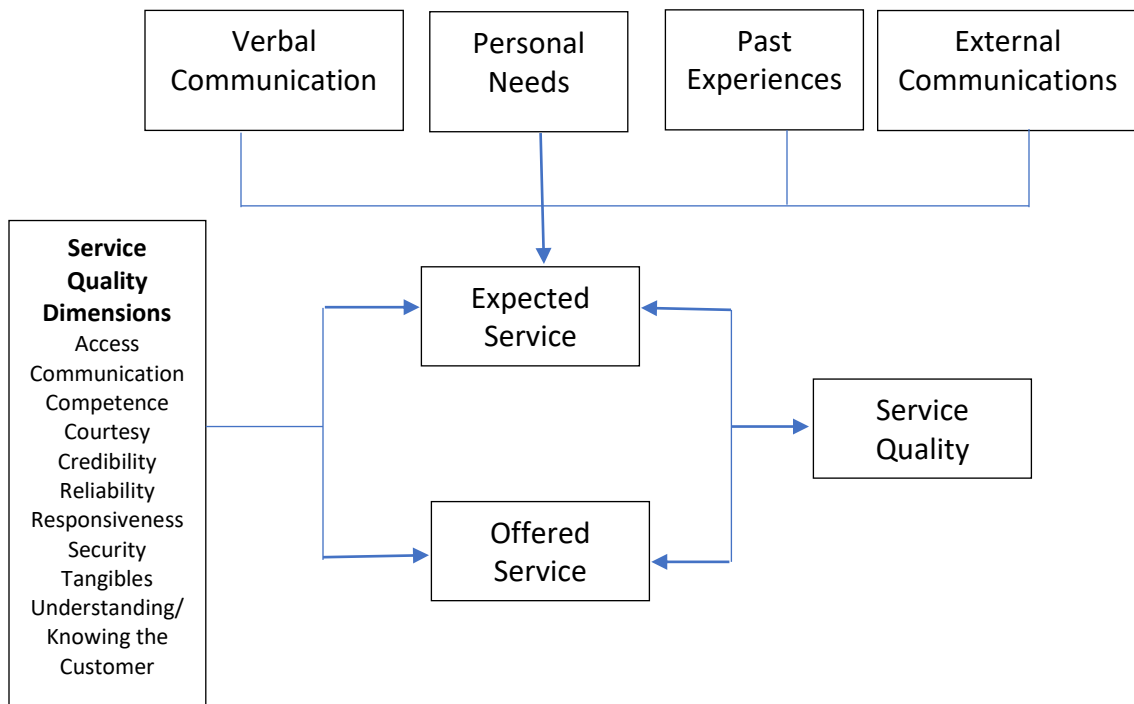 Verbal
Communication
Personal
Needs
Past
Experiences
External
Communications
Service
Quality
Dimensions
Access
Communication
Competence
Courtesy
Credibility
Reliability
Responsiveness
Security
Tangibles
Understanding/
Knowing the
Customer
Expected
Service
Offered
Service
Service
Quality